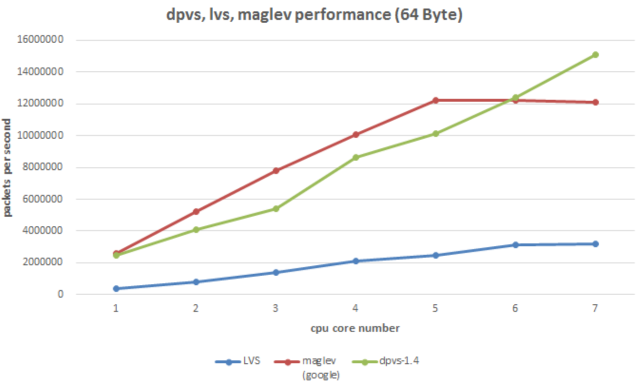 dpvs, lvs, maglev performance (64 Byte)
packets per second
16000000
14000000
12000000
10000000
8000000
6000000
4000000
2000000
0
1 2 3 4 5 6 7
cpu core number
LVS maglev dpvs-1.4
(google)